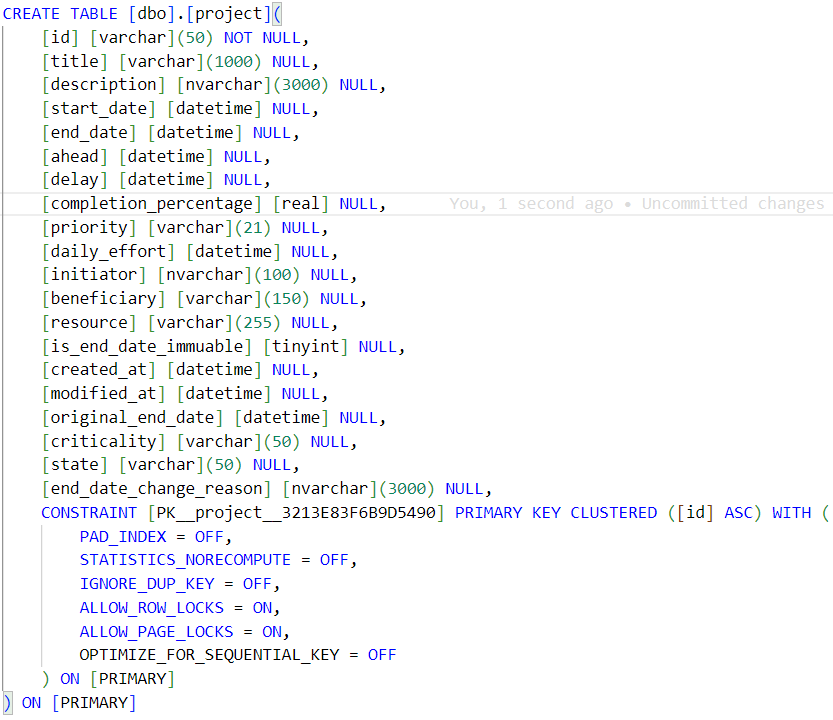 CREATE TABLE [dbo].[project](
[id] [varchar](50) NOT NULL,
[title] [varchar](1000) NULL,
[description] [nvarchar](3000) NULL,
[start_date] [datetime] NULL,
[end_date] [datetime] NULL,
[ahead] [datetime] NULL,
[delay] [datetime] NULL,
[completion_percentage] [real] NULL, You, 1 second ago • Uncommitted changes
[priority] [varchar](21) NULL,
[daily_effort] [datetime] NULL,
[initiator] [nvarchar](100) NULL,
[beneficiary] [varchar](150) NULL,
[resource] [varchar](255) NULL,
[is_end_date_immuable] [tinyint] NULL,
[created_at] [datetime] NULL,
[modified_at] [datetime] NULL,
[original_end_date] [datetime] NULL,
[criticality] [varchar](50) NULL,
[state] [varchar](50) NULL,
[end_date_change_reason] [nvarchar](3000) NULL,
CONSTRAINT [PK__project__3213E83F6B9D5490] PRIMARY KEY CLUSTERED ([id] ASC) WITH (
PAD_INDEX = OFF,
STATISTICS_NORECOMPUTE = OFF,
IGNORE_DUP_KEY = OFF,
ALLOW_ROW_LOCKS = ON,
ALLOW_PAGE_LOCKS = ON,
OPTIMIZE_FOR_SEQUENTIAL_KEY = OFF
) ON [PRIMARY]
) ON [PRIMARY]